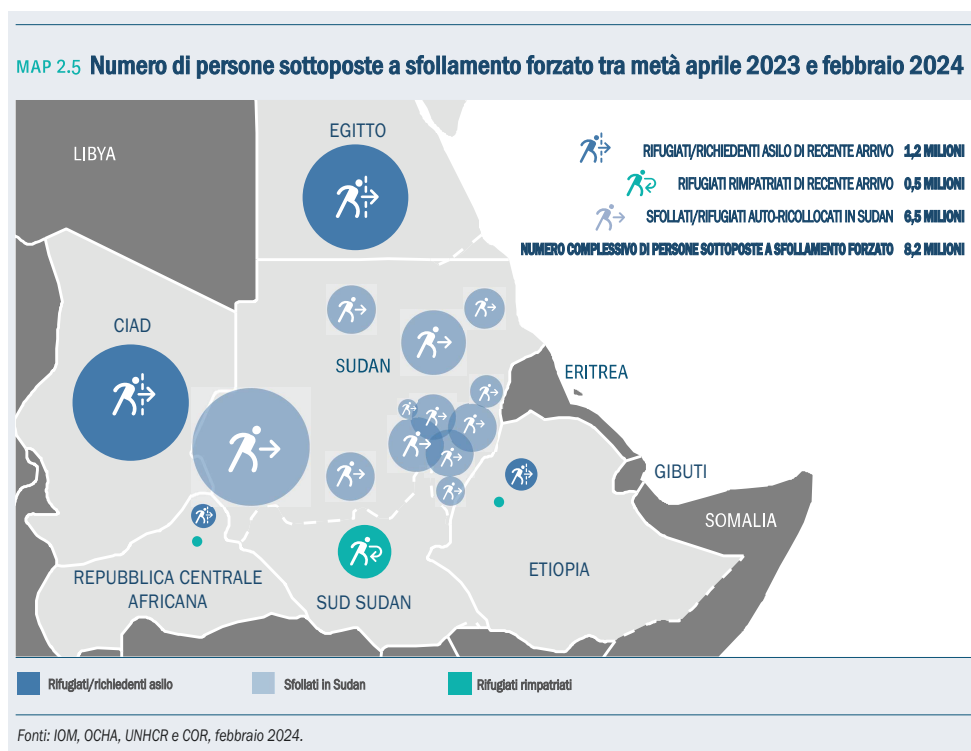 MAP 2.5 Numero di persone sottoposte a sfollamento forzato tra metà aprile 2023 e febbraio 2024
LIBYA
EGITTO
RIFUGIATI/RICHIEDENTI ASILO DI RECENTE ARRIVO 1,2 MILIONI
RIFUGIATI RIMPATRIATI DI RECENTE ARRIVO 0,5 MILIONI
SFOLLATI/RIFUGIATI AUTO-RICOLLOCATI IN SUDAN 6,5 MILIONI
NUMERO COMPLESSIVO DI PERSONE SOTTOPOSTE A SFOLLAMENTO FORZATO 8,2 MILIONI
CIAD
SUDAN
ERITREA
GIBUTI
SOMALIA
ETIOPIA
REPUBBLICA CENTRALE
AFRICANA
SUD SUDAN
Rifugiati/richiedenti asilo
Sfollati in Sudan
Rifugiati rimpatriati
Fonti: IOM, OCHA, UNHCR e COR, febbraio 2024.